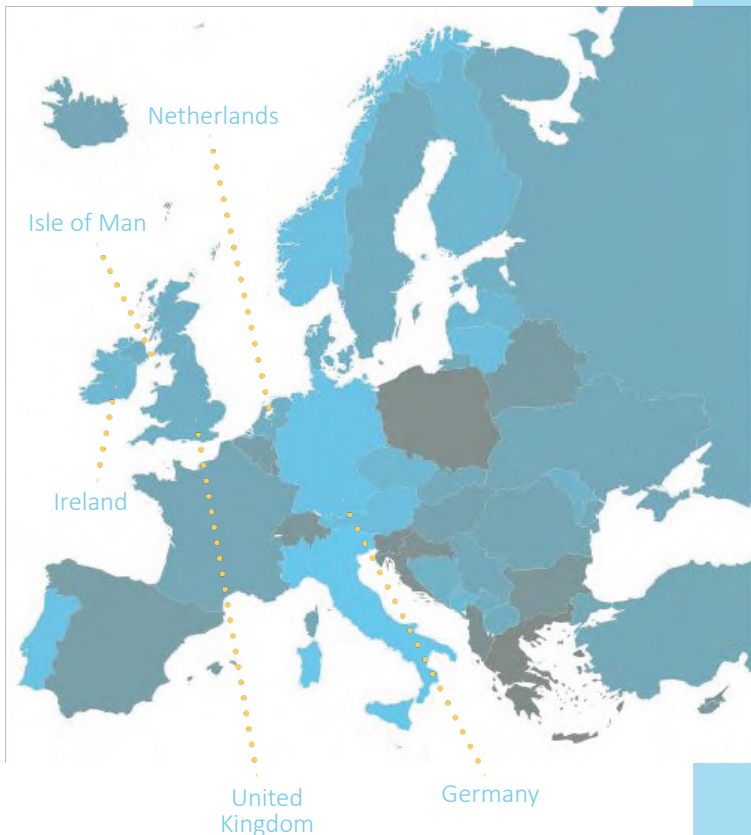 Netherlands
Isle of Man
Ireland
United
Kingdom
Germany